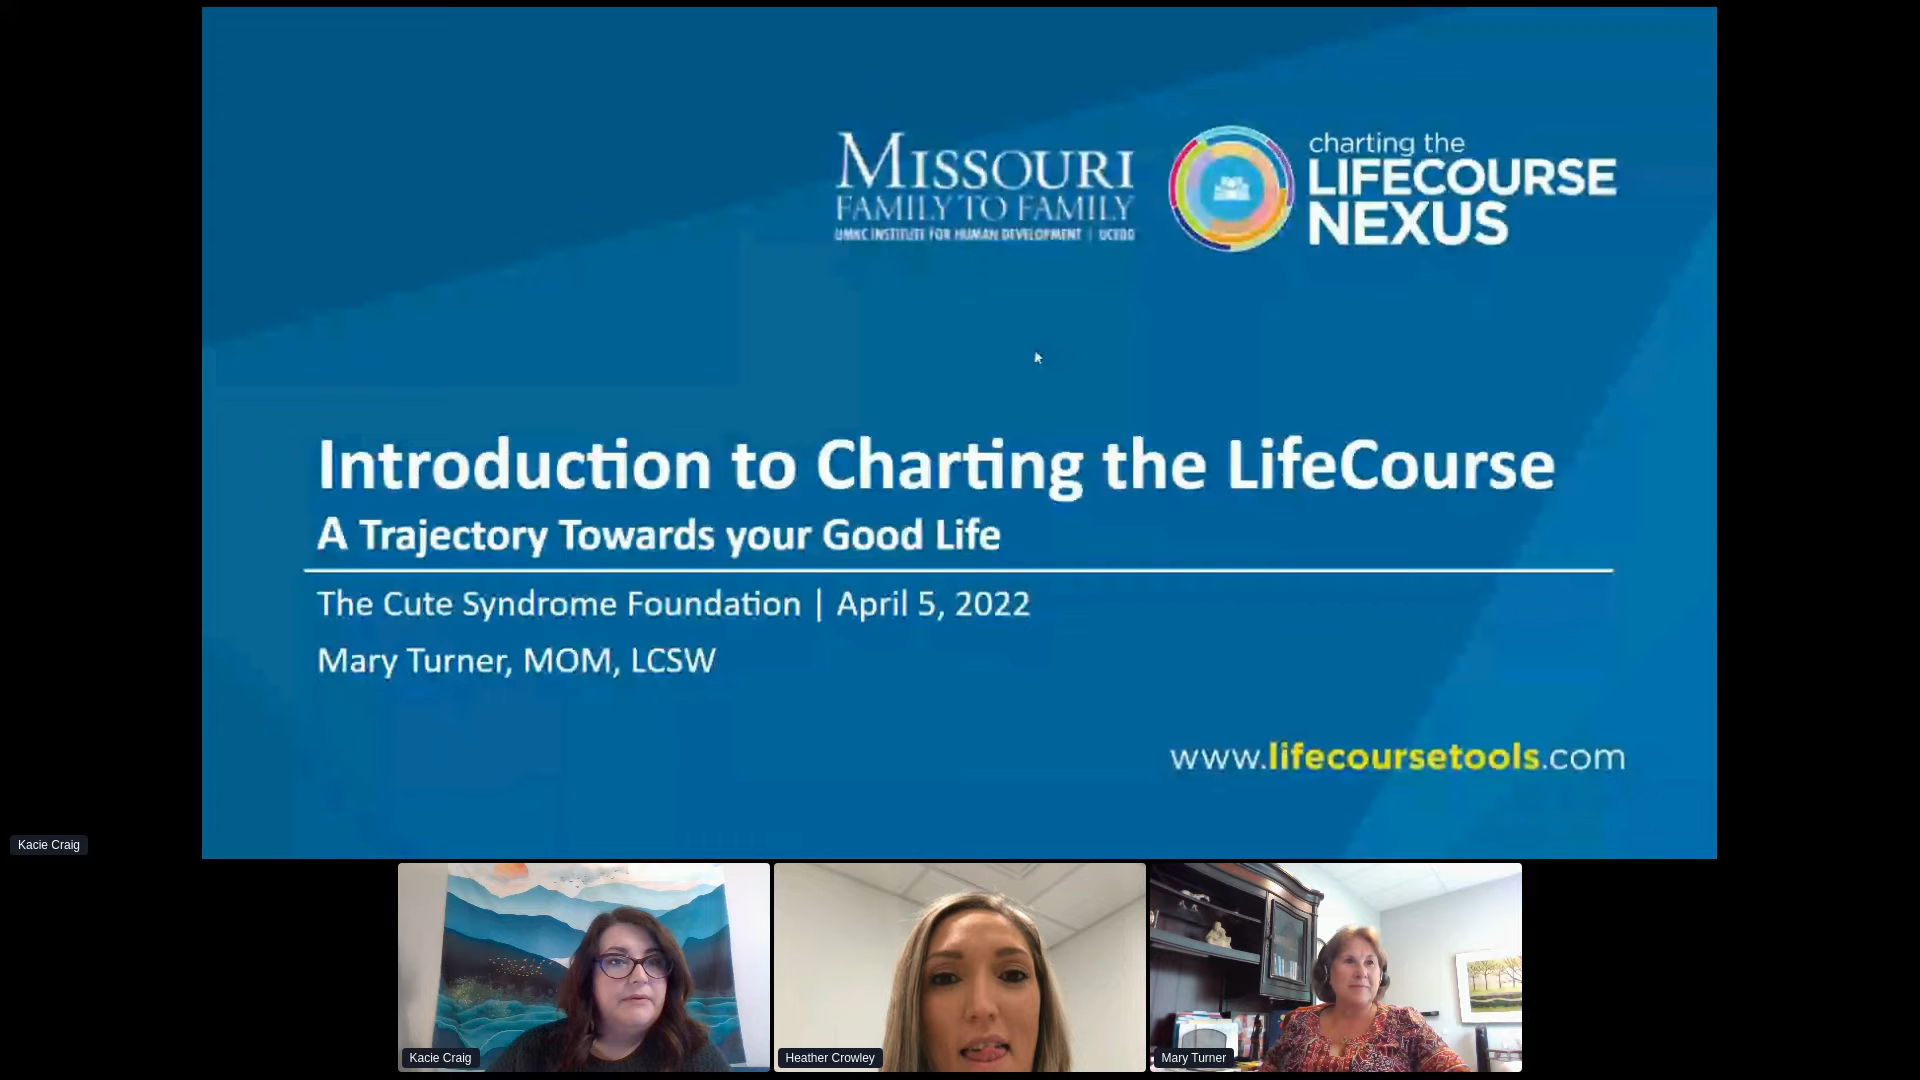 MISSOURI
FAMILY TO FAMILY
UMKC INSTITUTE FOR HUMAN DEVELOPMENT | UCEDD
charting the
LIFECOURSE
NEXUS
Introduction to Charting the LifeCourse
A Trajectory Towards your Good Life
The Cute Syndrome Foundation | April 5, 2022
Mary Turner, MOM, LCSW
www.lifecoursetools.com
Kacie Craig
Kacie Craig
Heather Crowley
Mary Turner